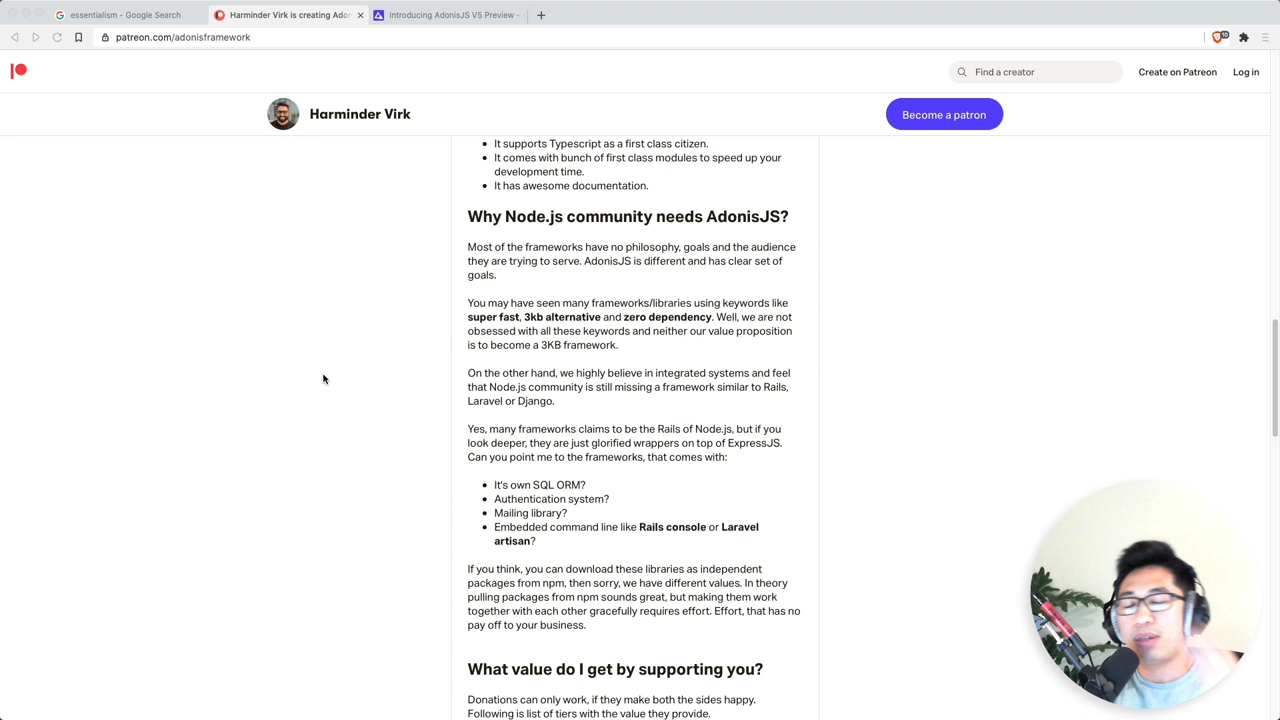 essentialism - Google Search
Harminder Virk is creating Ador
Introducing AdonisJS V5 Preview -
patreon.com/adonisframework
10
Find a creator
Create on Patreon
Log in
Harminder Virk
Become a patron
It supports Typescript as a first class citizen.
It comes with bunch of first class modules to speed up your
development time.
It has awesome documentation.
Why Node.js community needs AdonisJS?
Most of the frameworks have no philosophy, goals and the audience
they are trying to serve. AdonisJS is different and has clear set of
goals.
You may have seen many frameworks/libraries using keywords like
super fast, 3kb alternative and zero dependency. Well, we are not
obsessed with all these keywords and neither our value proposition
is to become a 3KB framework.
On the other hand, we highly believe in integrated systems and feel
that Node.js community is still missing a framework similar to Rails,
Laravel or Django.
Yes, many frameworks claims to be the Rails of Node.js, but if you
look deeper, they are just glorified wrappers on top of ExpressJS.
Can you point me to the frameworks, that comes with:
It's own SQL ORM?
Authentication system?
Mailing library?
Embedded command line like Rails console or Laravel
artisan?
If you think, you can download these libraries as independent
packages from npm, then sorry, we have different values. In theory
pulling packages from npm sounds great, but making them work
together with each other gracefully requires effort. Effort, that has no
pay off to your business.
What value do I get by supporting you?
Donations can only work, if they make both the sides happy.
Following is list of tiers with the value they provide.